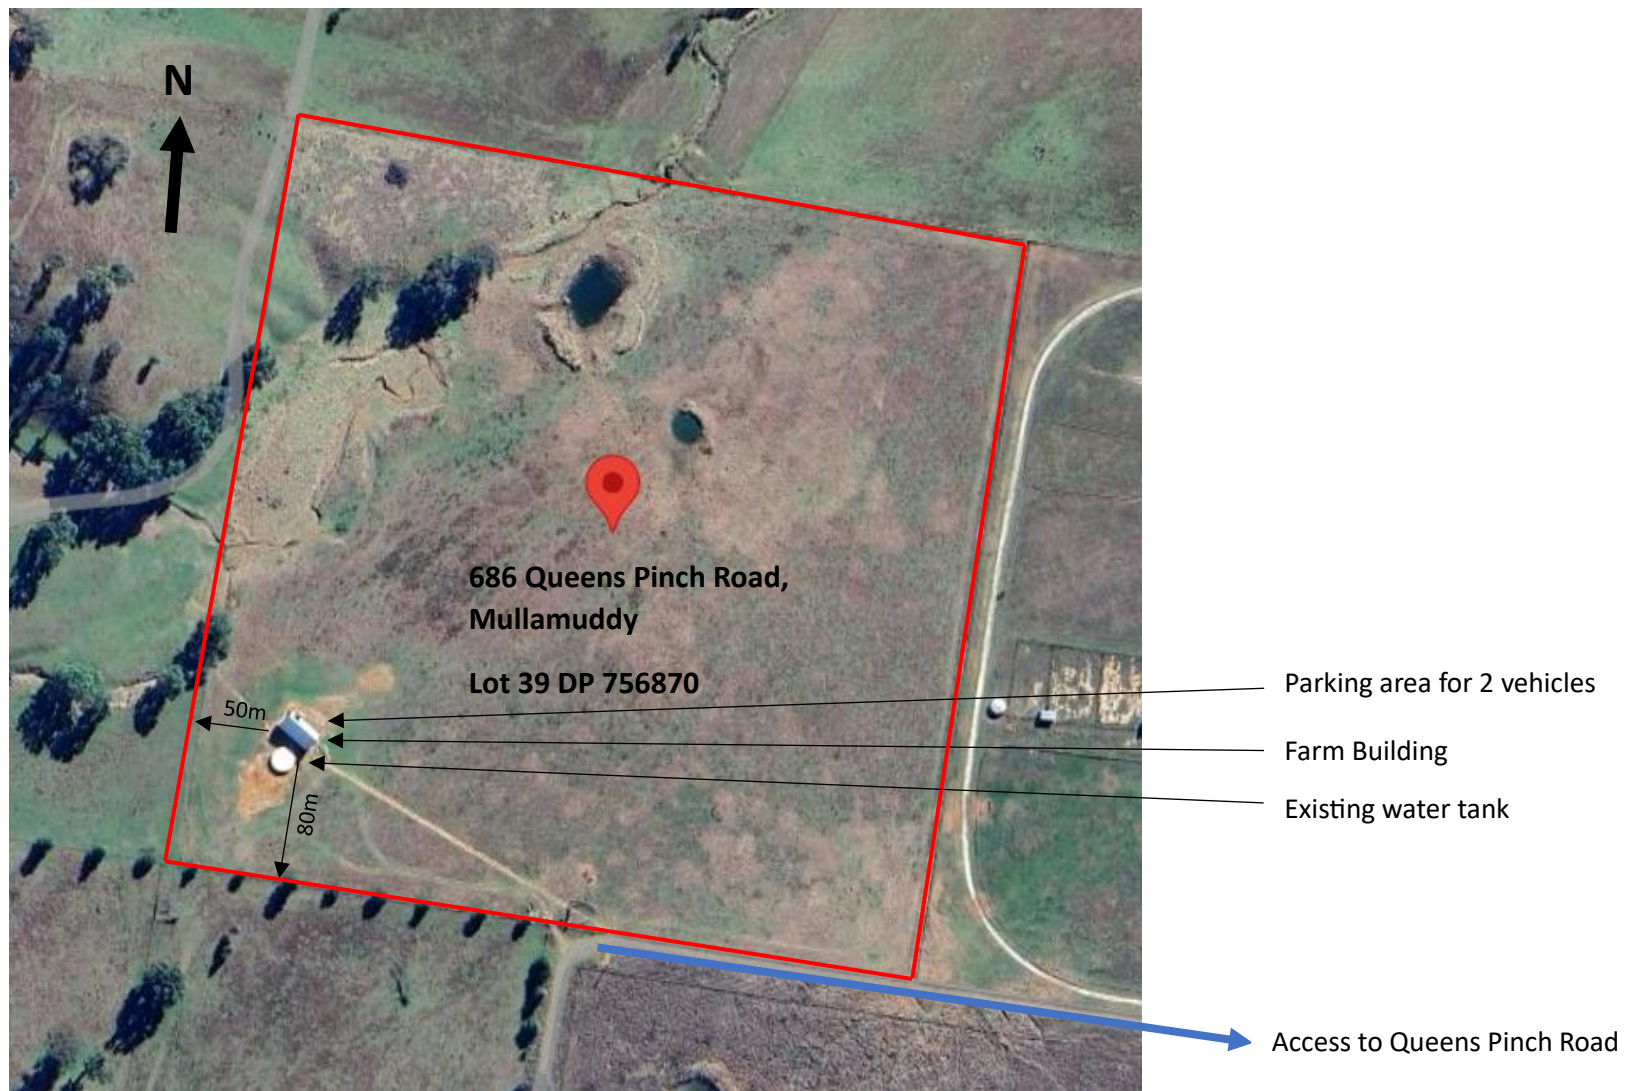 N
686 Queens Pinch Road,
Mullamuddy
Lot 39 DP 756870
50m
80m
Parking area for 2 vehicles
Farm Building
Existing water tank
Access to Queens Pinch Road